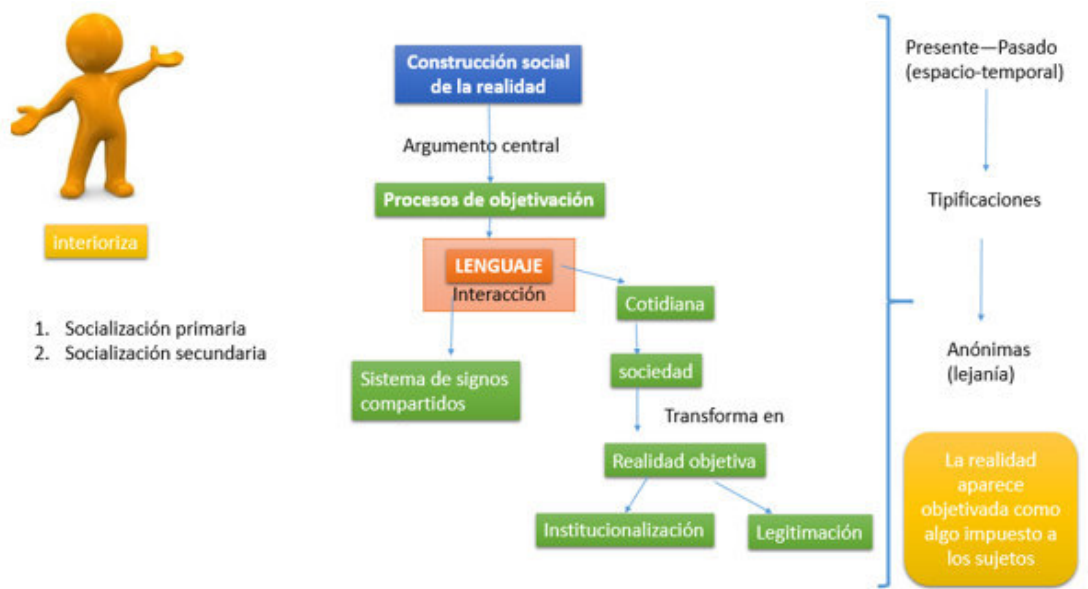 Construcción social
de la realidad
Argumento central
Procesos de objetivación
LENGUAJE
Interacción
Cotidiana
Sistema de signos
compartidos
sociedad
Transforma en
Realidad objetiva
Institucionalización
Legitimación
interioriza
1. Socialización primaria
2. Socialización secundaria
Presente—Pasado
(espacio-temporal)
Tipificaciones
Anónimas
(lejanía)
La realidad
aparece
objetivada como
algo impuesto a
los sujetos